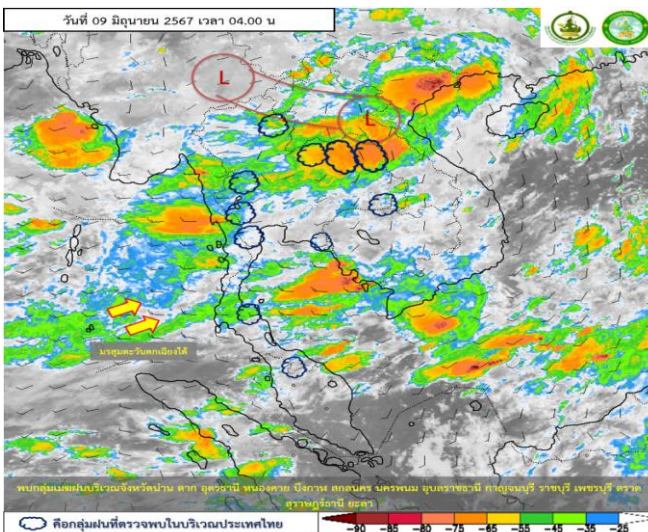 วันที่ 09 มิถุนายน 2567 เวลา 04.00 น
L
L
มรสุมตะวันตกเฉียงใต้
พบกลุ่มเมฆฝนบริเวณจังหวัดน่าน ตาก อุดรธานี หนองคาย บึงกาฬ สกลนคร นครพนม อุบลราชธานี กาญจนบุรี ราชบุรี เพชรบุรี ตราด
สุราษฎร์ธานี ยะลา
คือกลุ่มฝนที่ตรวจพบในบริเวณประเทศไทย
-90 -85 -80 -75 -65 -55 -45 -35 -25